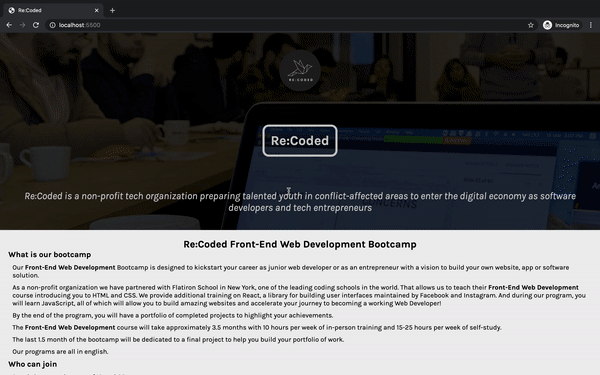 Re:Coded
localhost:5500
Incognito
RE:CODED
Re:Coded
Re:Coded is a non-profit tech organization preparing talented youth in conflict-affected areas to enter the digital economy as software
developers and tech entrepreneurs
Re:Coded Front-End Web Development Bootcamp
What is our bootcamp
Our Front-End Web Development Bootcamp is designed to kickstart your career as junior web developer or as an entrepreneur with a vision to build your own website, app or software
solution.
As a non-profit organization we have partnered with Flatiron School in New York, one of the leading coding schools in the world. That allows us to teach their Front-End Web Development
course introducing you to HTML and CSS. We provide additional training on React, a library for building user interfaces maintained by Facebook and Instagram. And during our program, you
will learn JavaScript, all of which will allow you to build amazing websites and accelerate your journey to becoming a working Web Developer!
By the end of the program, you will have a portfolio of completed projects to highlight your achievements.
The Front-End Web Development course will take approximately 3.5 months with 10 hours per week of in-person training and 15-25 hours per week of self-study.
The last 1.5 month of the bootcamp will be dedicated to a final project to help you build your portfolio of work.
Our programs are all in english.
Who can join